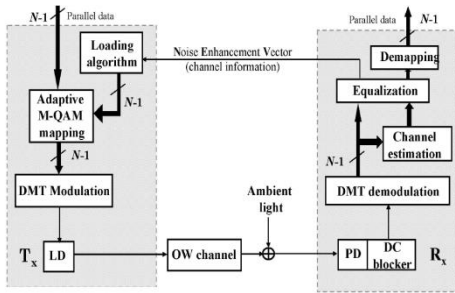 Parallel data
N-1
Loading
algorithm
N-1
Adaptive
M-QAM
mapping
N-1
DMT Modulation
Tx
LD
Noise Enhancement Vector
(channel information)
OW channel
Ambient
light
Parallel data
N-1
Demapping
Equalization
Channel
estimation
N-1
DMT demodulation
PD
DC
blocker
Rx